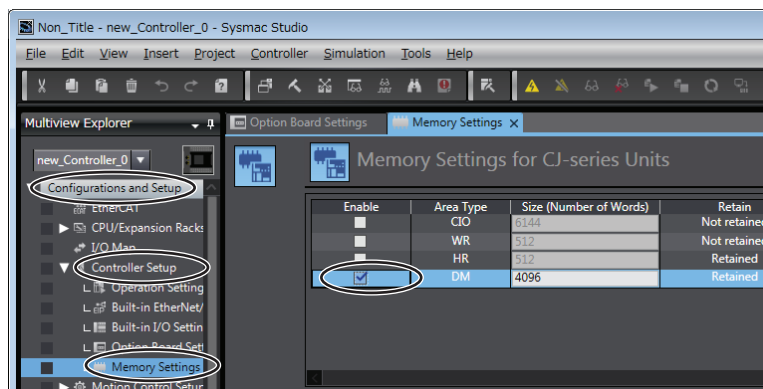 Non_Title - new_Controller_0 - Sysmac Studio
File Edit View Insert Project Controller Simulation Tools Help
Multiview Explorer
Option Board Settings Memory Settings
new_Controller_0
Memory Settings for CJ-series Units
Configurations and Setup
EtherCAT
CPU/Expansion Racks
I/O Map
Controller Setup
Operation Setting
Built-in EtherNet/
Built-in I/O Settin
Option Board Sett
Memory Settings
Motion Control Setup
Enable Area Type Size (Number of Words) Retain
CIO 6144 Not retained
WR 512 Not retained
HR 512 Retained
DM 4096 Retained